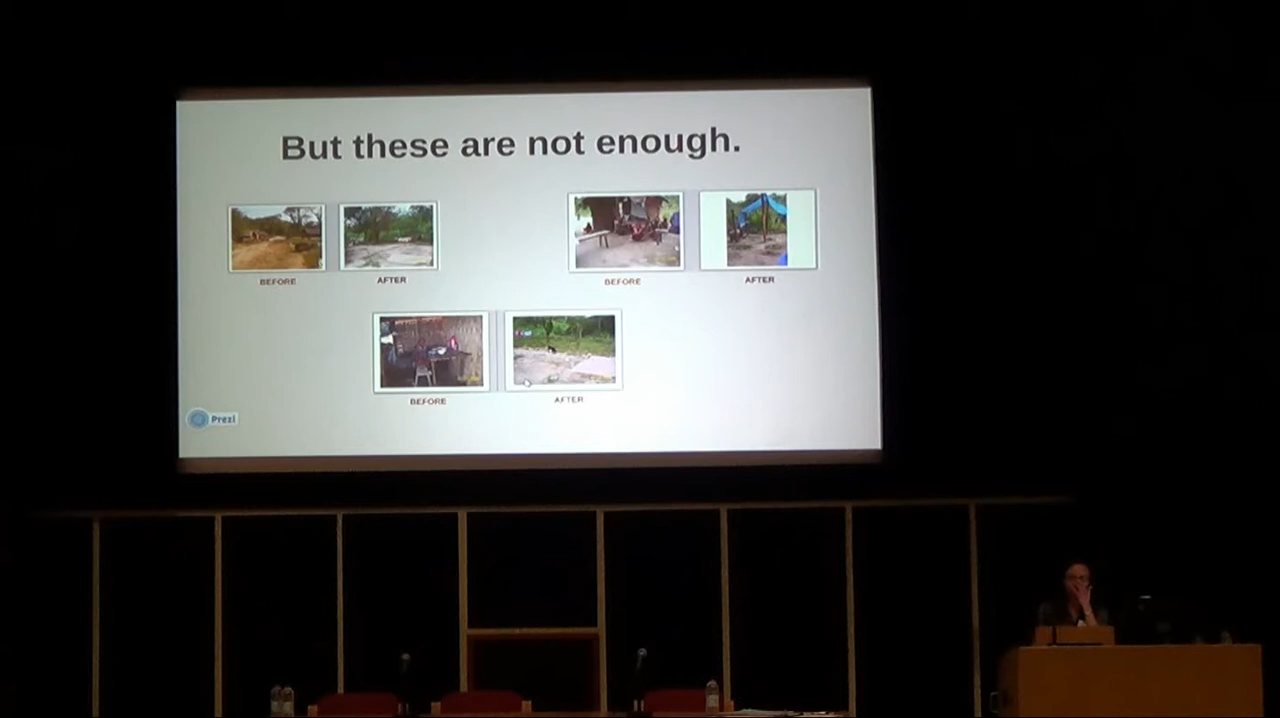 But these are not enough.
BEFORE
AFTER
BEFORE
AFTER
BEFORE
AFTER
Prezi